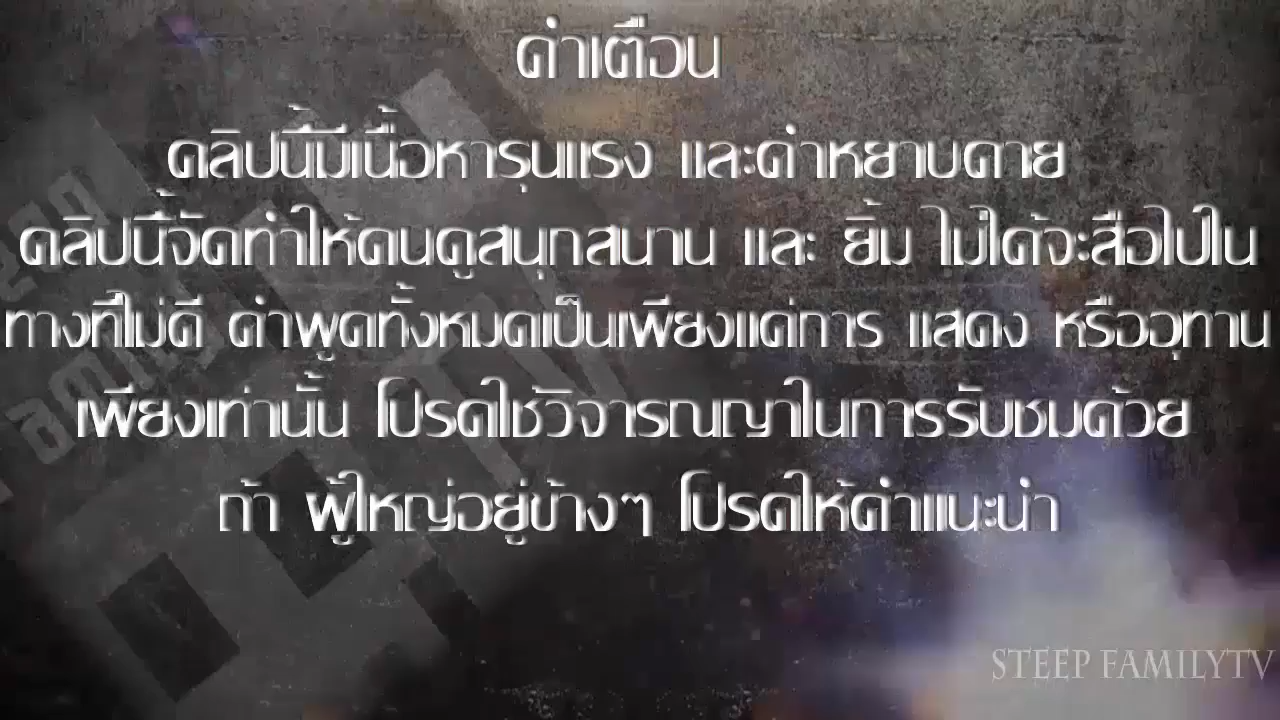 คำเตือน
คลิปนี้มีเนื้อหารุนแรง และคำหยาบคาย
คลิปนี้จัดทำให้คนดูสนุกสนาน และ ยิ้ม ไม่ได้จะสือไปใน
ทางที่ไม่ดี คำพูดทั้งหมดเป็นเพียงแค่การ แสดง หรืออุทาน
เพียงเท่านั้น โปรดใช้วิจารณญาในการรับชมด้วย
ถ้า ผู้ใหญ่อยู่ข้างๆ โปรดให้คำแนะนำ
STEEP FAMILYTV